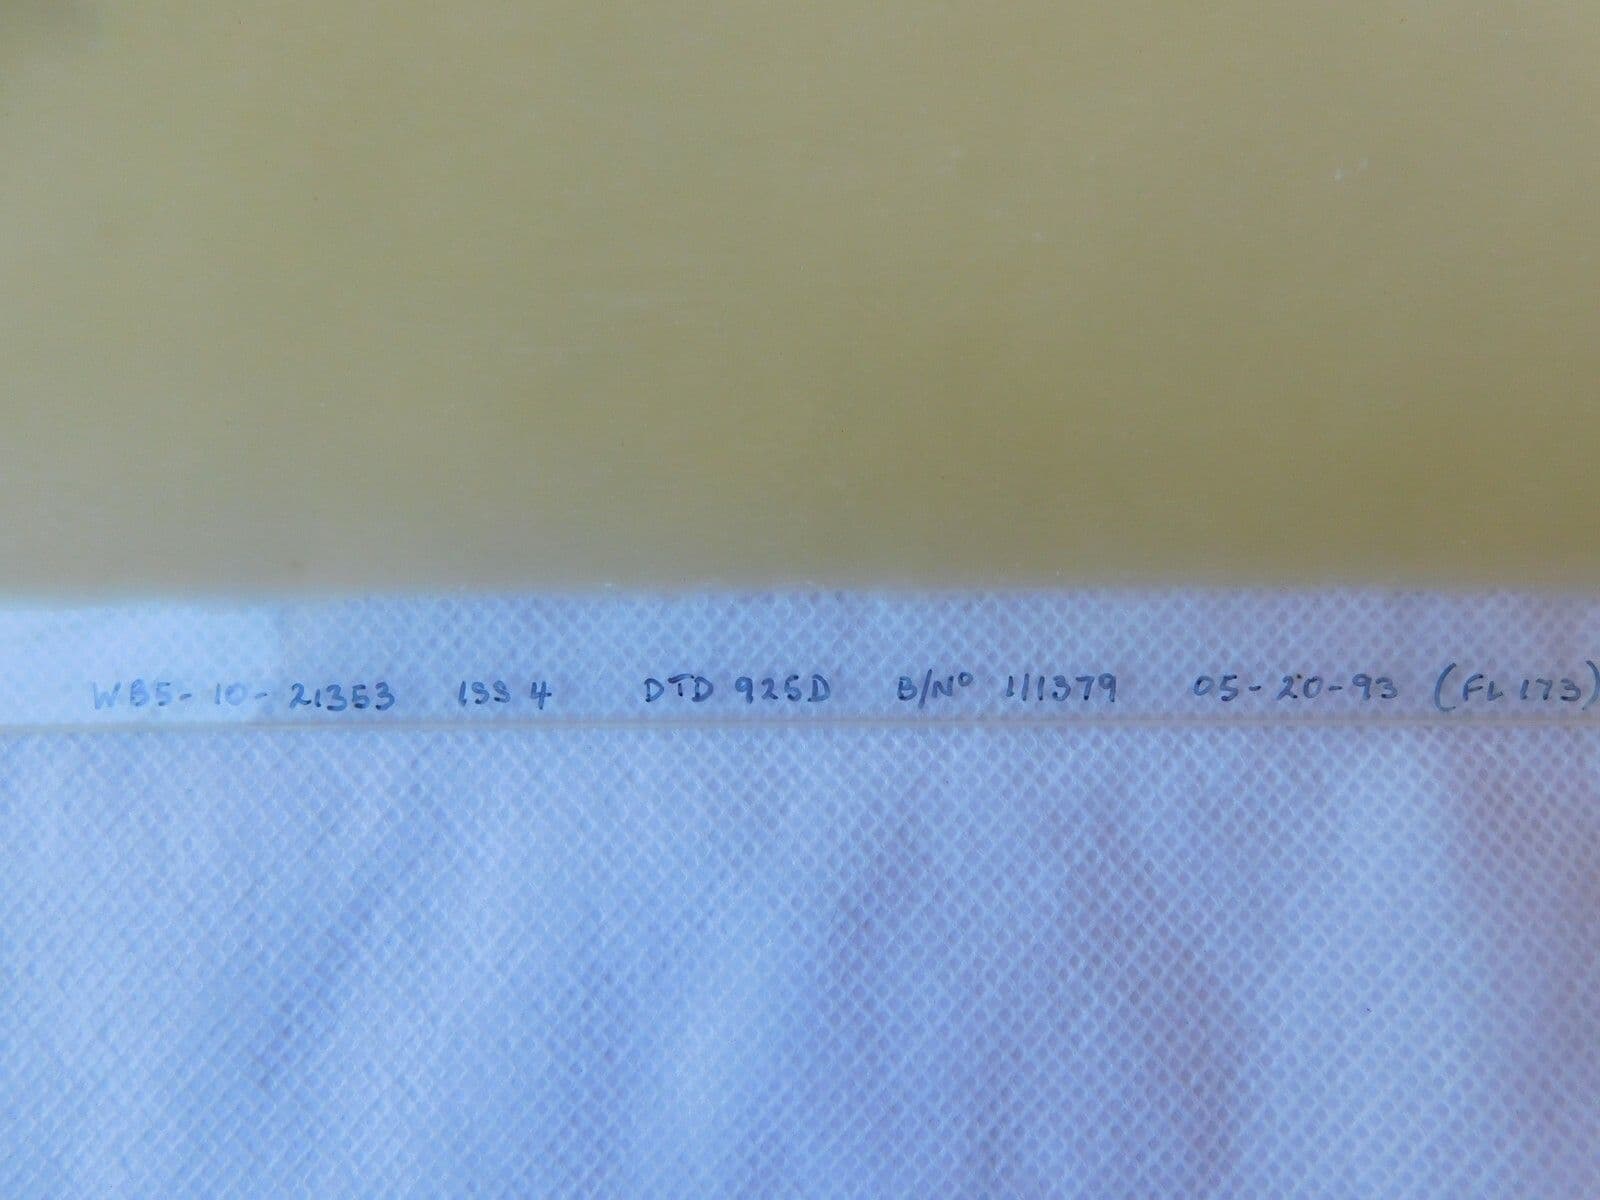 WB5-10-21353 ISS 4 DTD 925D B/Nº 1/1379 05-20-93 (FL 173)